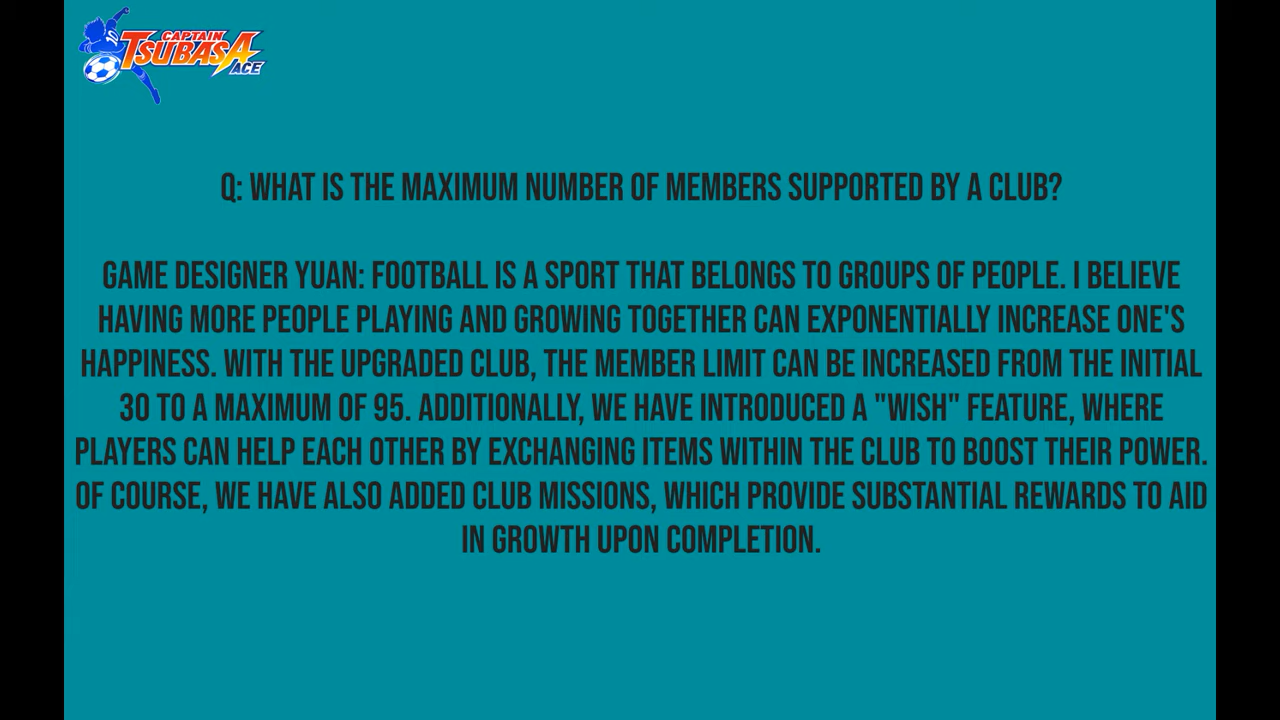 CAPTAIN
TSUBASA
ACE
Q: WHAT IS THE MAXIMUM NUMBER OF MEMBERS SUPPORTED BY A CLUB?
GAME DESIGNER YUAN: FOOTBALL IS A SPORT THAT BELONGS TO GROUPS OF PEOPLE. I BELIEVE
HAVING MORE PEOPLE PLAYING AND GROWING TOGETHER CAN EXPONENTIALLY INCREASE ONE'S
HAPPINESS. WITH THE UPGRADED CLUB, THE MEMBER LIMIT CAN BE INCREASED FROM THE INITIAL
30 TO A MAXIMUM OF 95. ADDITIONALLY, WE HAVE INTRODUCED A "WISH" FEATURE, WHERE
PLAYERS CAN HELP EACH OTHER BY EXCHANGING ITEMS WITHIN THE CLUB TO BOOST THEIR POWER.
OF COURSE, WE HAVE ALSO ADDED CLUB MISSIONS, WHICH PROVIDE SUBSTANTIAL REWARDS TO AID
IN GROWTH UPON COMPLETION.